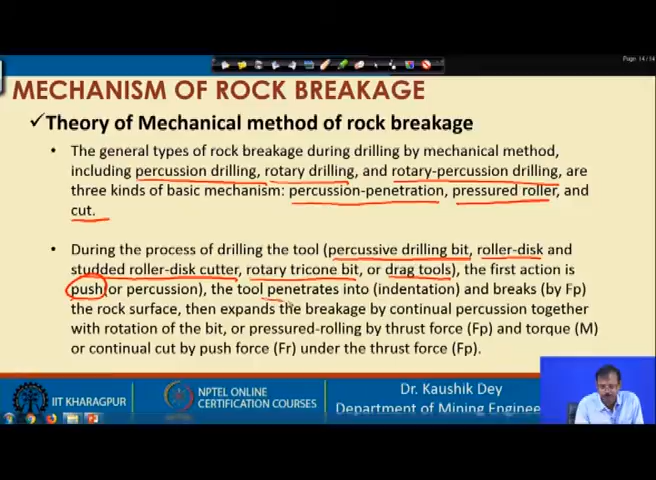 Page 14 / 14
MECHANISM OF ROCK BREAKAGE
✓Theory of Mechanical method of rock breakage
• The general types of rock breakage during drilling by mechanical method,
including percussion drilling, rotary drilling, and rotary-percussion drilling, are
three kinds of basic mechanism: percussion-penetration, pressured roller, and
cut.
• During the process of drilling the tool (percussive drilling bit, roller-disk and
studded roller-disk cutter, rotary tricone bit, or drag tools), the first action is
push (or percussion), the tool penetrates into (indentation) and breaks (by Fp)
the rock surface, then expands the breakage by continual percussion together
with rotation of the bit, or pressured-rolling by thrust force (Fp) and torque (M)
or continual cut by push force (Fr) under the thrust force (Fp).
IIT KHARAGPUR
NPTEL ONLINE
CERTIFICATION COURSES
Dr. Kaushik Dey
Department of Mining Enginee